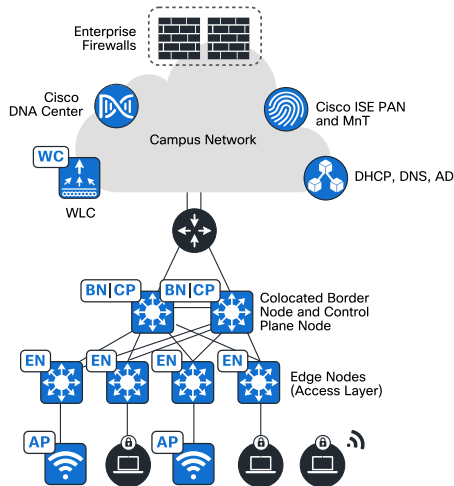 Enterprise
Firewalls
Cisco
DNA Center
Cisco ISE PAN
and MnT
Campus Network
WC
WLC
DHCP, DNS, AD
BN|CP
BN|CP
Colocated Border
Node and Control
Plane Node
EN
EN
EN
EN
Edge Nodes
(Access Layer)
AP
AP